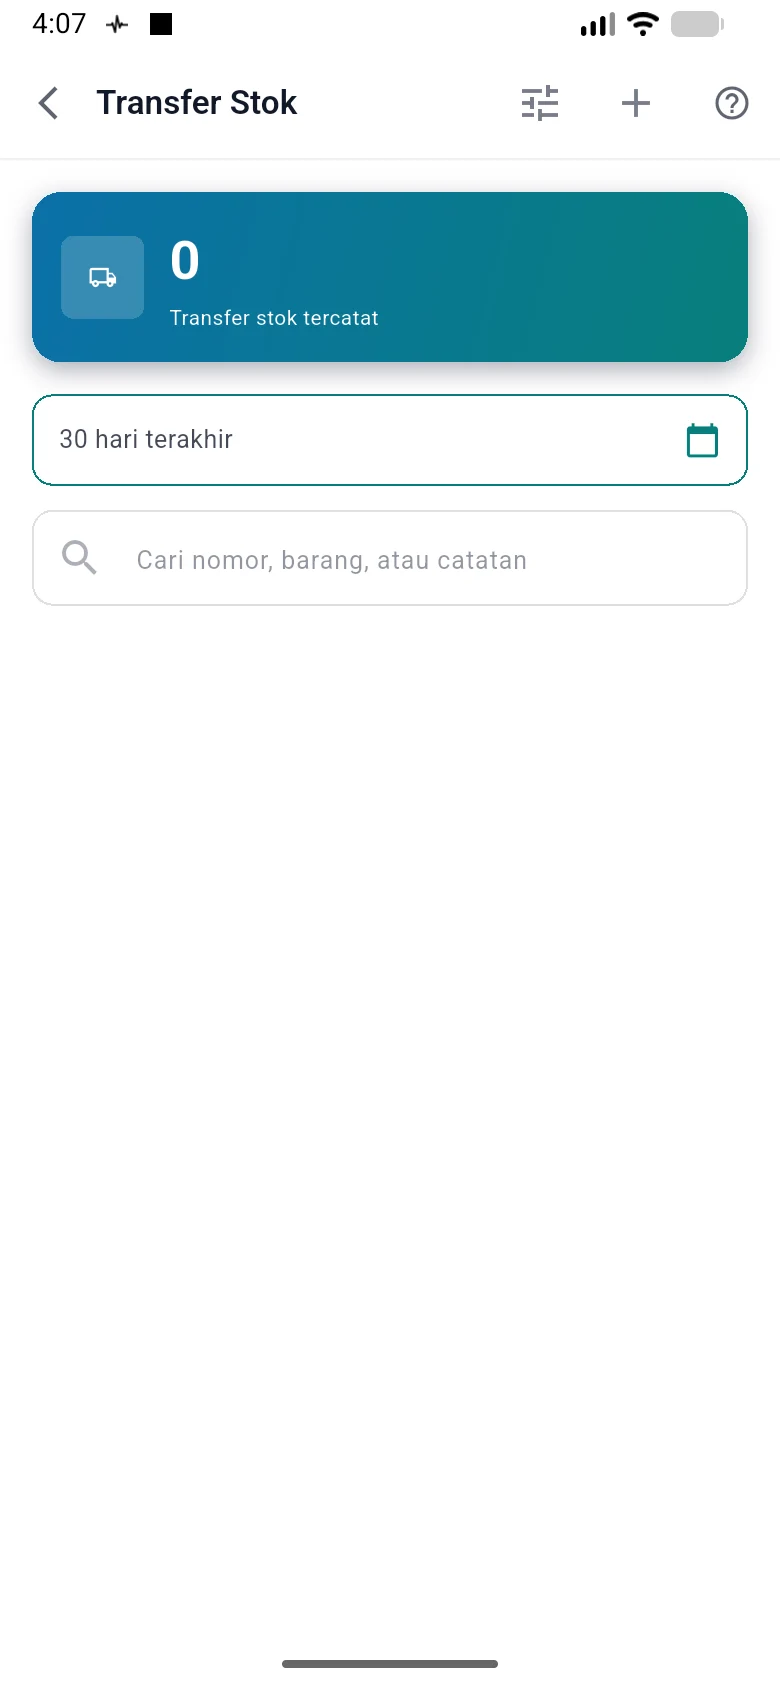 4:07
Transfer Stok
0
Transfer stok tercatat
30 hari terakhir
Cari nomor, barang, atau catatan